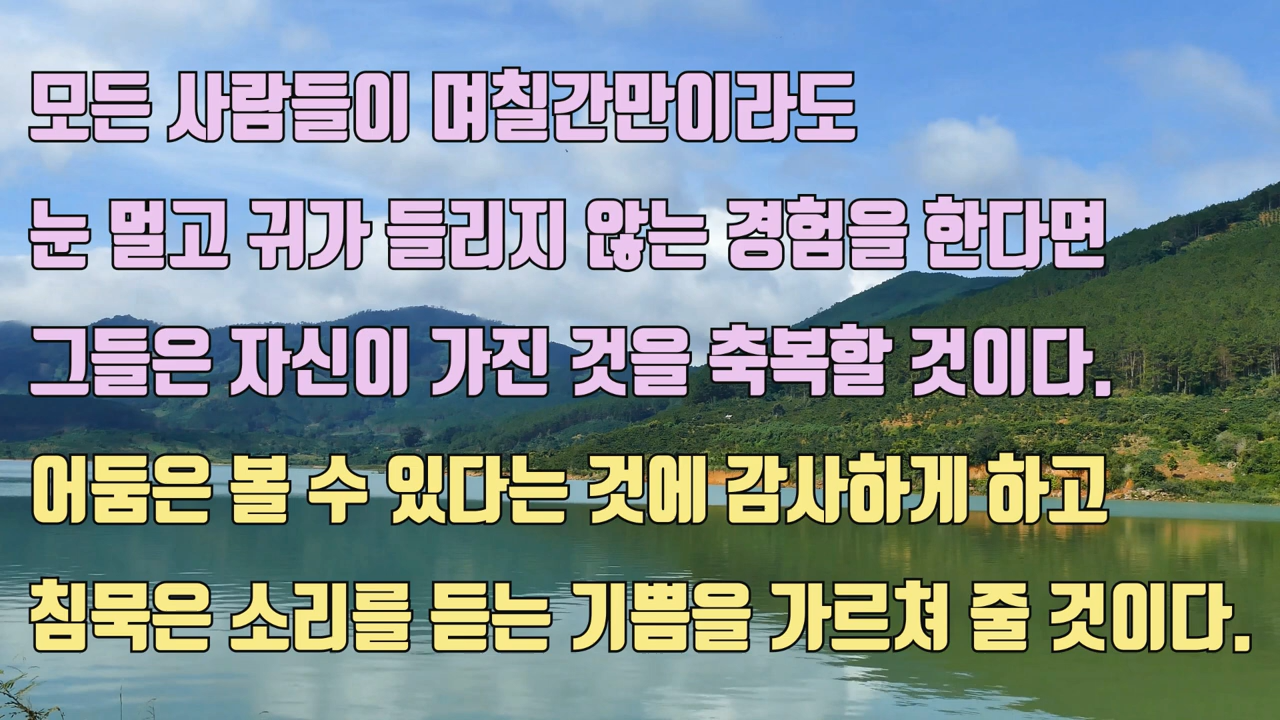 모든 사람들이 며칠간만이라도
눈 멀고 귀가 들리지 않는 경험을 한다면
그들은 자신이 가진 것을 축복할 것이다.
어둠은 볼 수 있다는 것에 감사하게 하고
침묵은 소리를 듣는 기쁨을 가르쳐 줄 것이다.